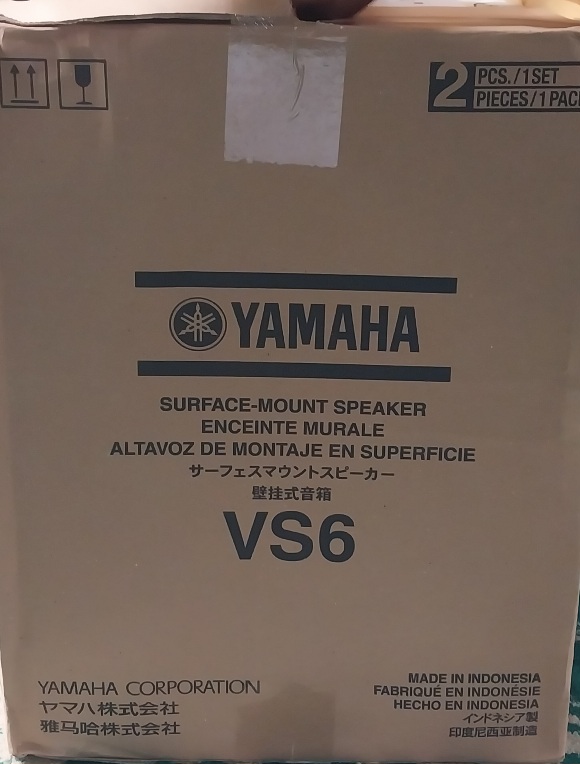 2 PCS./1SET
PIECES/1PACK
YAMAHA
SURFACE-MOUNT SPEAKER
ENCEINTE MURALE
ALTAVOZ DE MONTAJE EN SUPERFICIE
サーフェスマウントスピーカー
壁挂式音箱
VS6
YAMAHA CORPORATION
ヤマハ株式会社
雅马哈株式会社
MADE IN INDONESIA
FABRIQUÉ EN INDONÉSIE
HECHO EN INDONESIA
インドネシア製
印度尼西亚制造